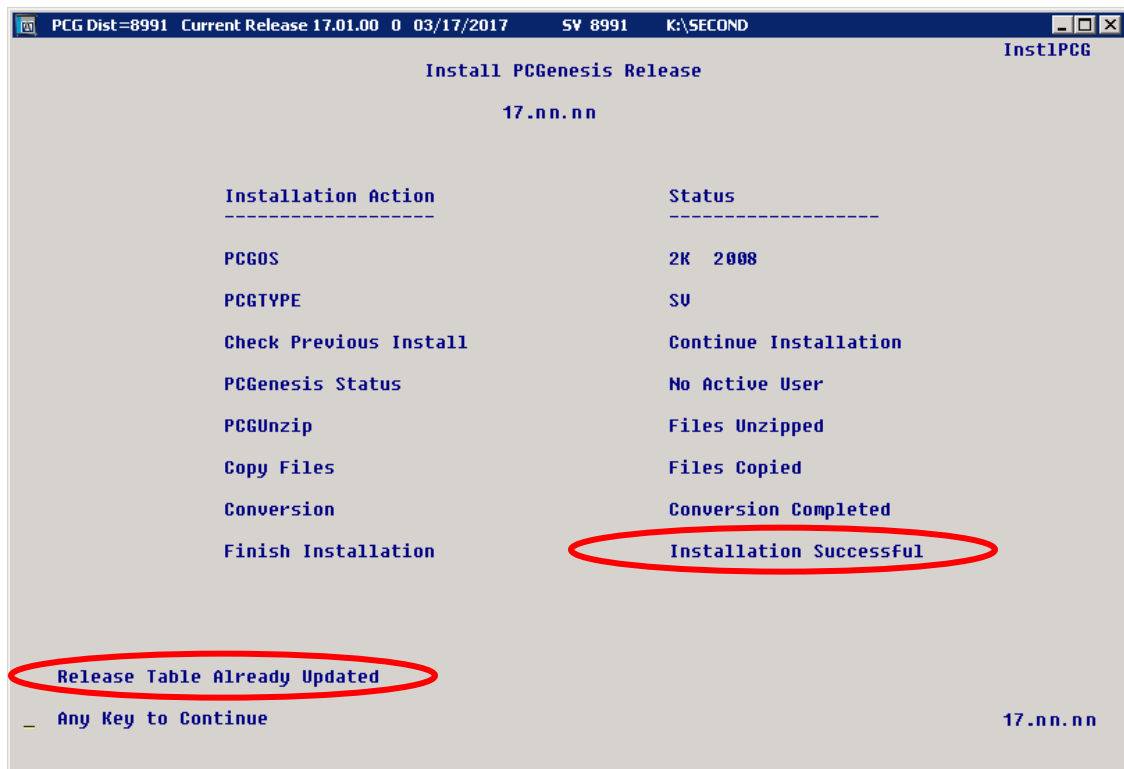 PCG Dist=8991 Current Release 17.01.00 0 03/17/2017 SV 8991 K:\SECOND
InstlPCG
Install PCGenesis Release
17.nn.nn
Installation Action Status
------------------- -------------------
PCGOS 2K 2008
PCGTYPE SV
Check Previous Install Continue Installation
PCGenesis Status No Active User
PCGUnzip Files Unzipped
Copy Files Files Copied
Conversion Conversion Completed
Finish Installation Installation Successful
Release Table Already Updated
_ Any Key to Continue 17.nn.nn